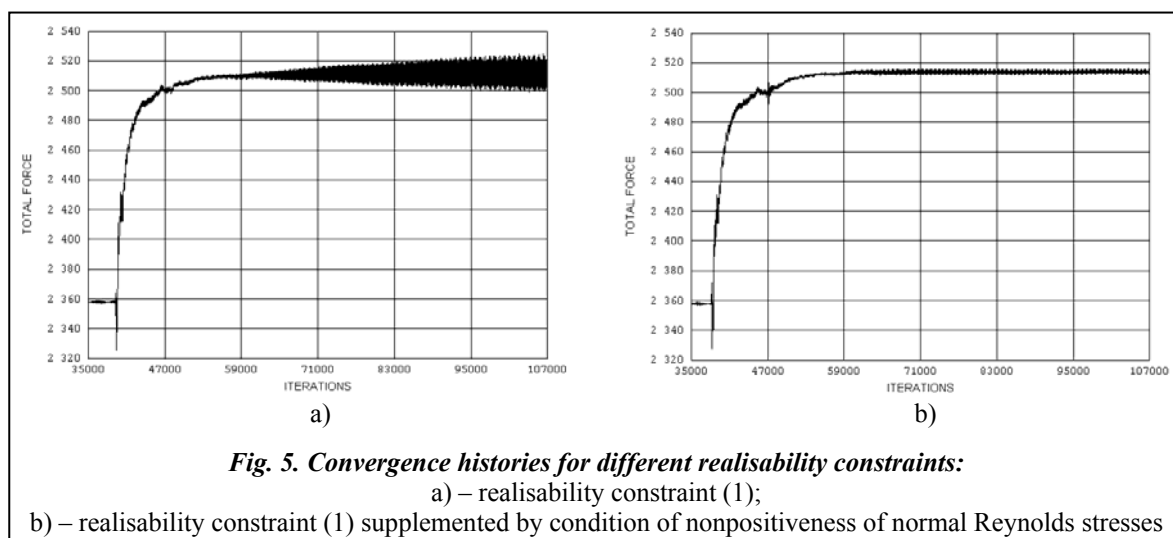 2 540
2 520
2 500
2 480
2 460
2 440
2 420
2 400
2 380
2 360
2 340
2 320
TOTAL FORCE
35000 47000 59000 71000 83000 95000 107000
ITERATIONS
a)
2 540
2 520
2 500
2 480
2 460
2 440
2 420
2 400
2 380
2 360
2 340
2 320
TOTAL FORCE
35000 47000 59000 71000 83000 95000 107000
ITERATIONS
b)
Fig. 5. Convergence histories for different realisability constraints:
a) – realisability constraint (1);
b) – realisability constraint (1) supplemented by condition of nonpositiveness of normal Reynolds stresses